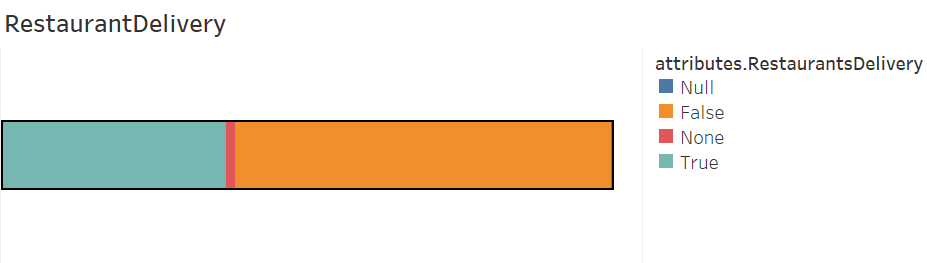 RestaurantDelivery
attributes.RestaurantsDelivery
Null
False
None
True